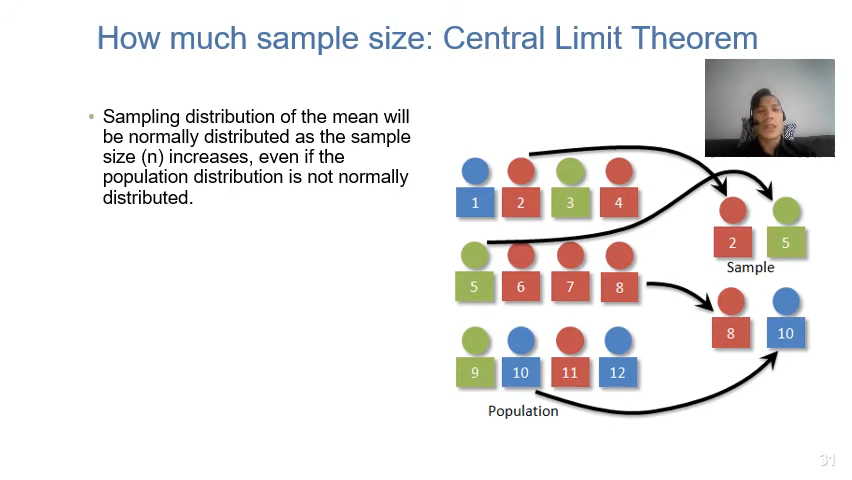 How much sample size: Central Limit Theorem
• Sampling distribution of the mean will
be normally distributed as the sample
size (n) increases, even if the
population distribution is not normally
distributed.
1 2 3 4
2 5
Sample
5 6 7 8
8 10
9 10 11 12
Population
31